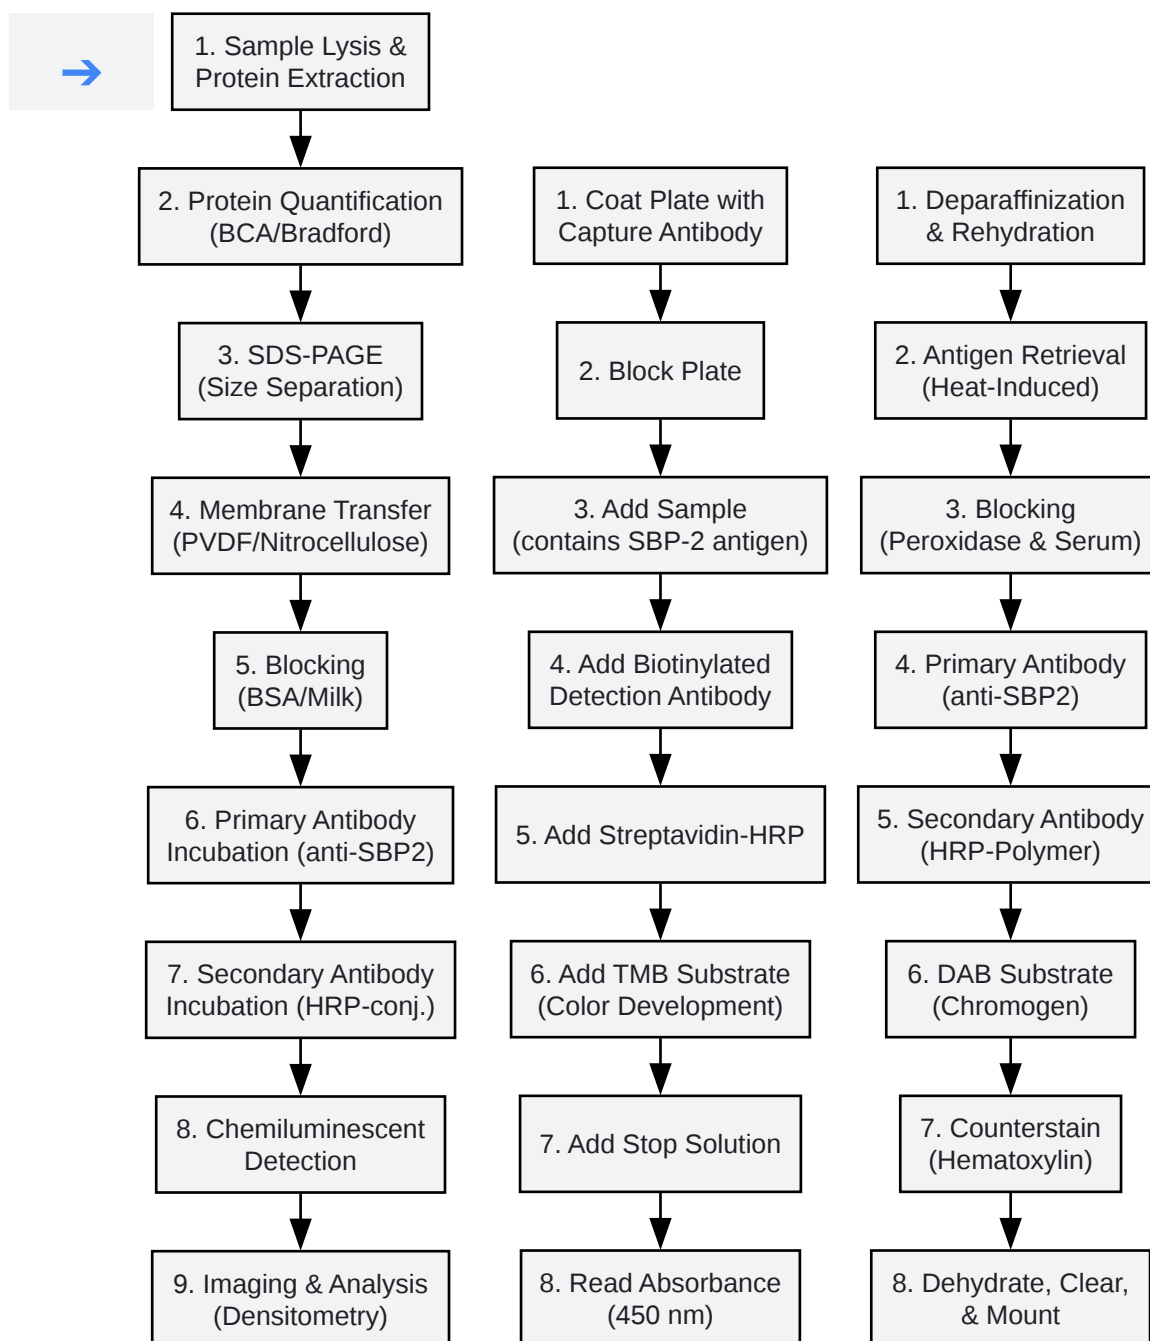 1. Sample Lysis &
Protein Extraction
2. Protein Quantification
(BCA/Bradford)
3. SDS-PAGE
(Size Separation)
4. Membrane Transfer
(PVDF/Nitrocellulose)
5. Blocking
(BSA/Milk)
6. Primary Antibody
Incubation (anti-SBP2)
7. Secondary Antibody
Incubation (HRP-conj.)
8. Chemiluminescent
Detection
9. Imaging & Analysis
(Densitometry)
1. Coat Plate with
Capture Antibody
2. Block Plate
3. Add Sample
(contains SBP-2 antigen)
4. Add Biotinylated
Detection Antibody
5. Add Streptavidin-HRP
6. Add TMB Substrate
(Color Development)
7. Add Stop Solution
8. Read Absorbance
(450 nm)
1. Deparaffinization
& Rehydration
2. Antigen Retrieval
(Heat-Induced)
3. Blocking
(Peroxidase & Serum)
4. Primary Antibody
(anti-SBP2)
5. Secondary Antibody
(HRP-Polymer)
6. DAB Substrate
(Chromogen)
7. Counterstain
(Hematoxylin)
8. Dehydrate, Clear,
& Mount